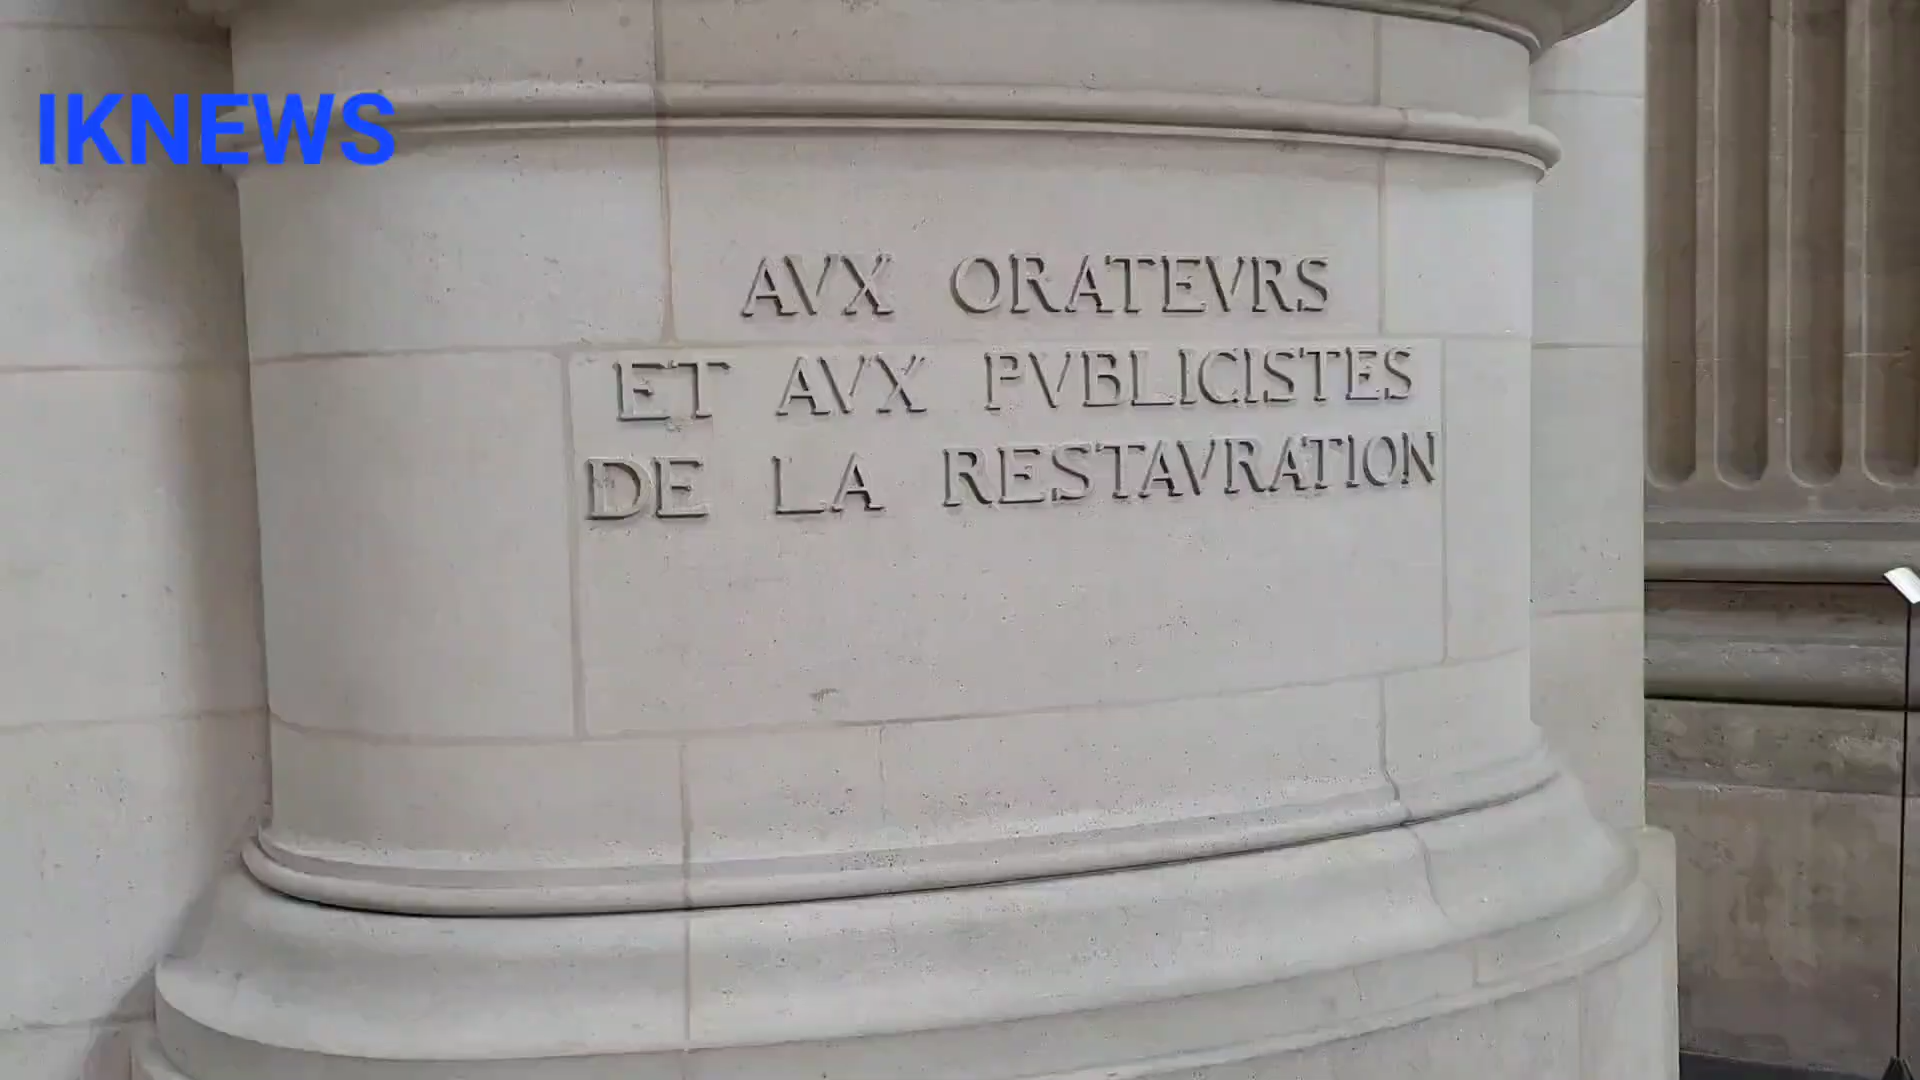 IKNEWS
AVX ORATEVRS
ET AVX PVBLICISTES
DE LA RESTAVRATION